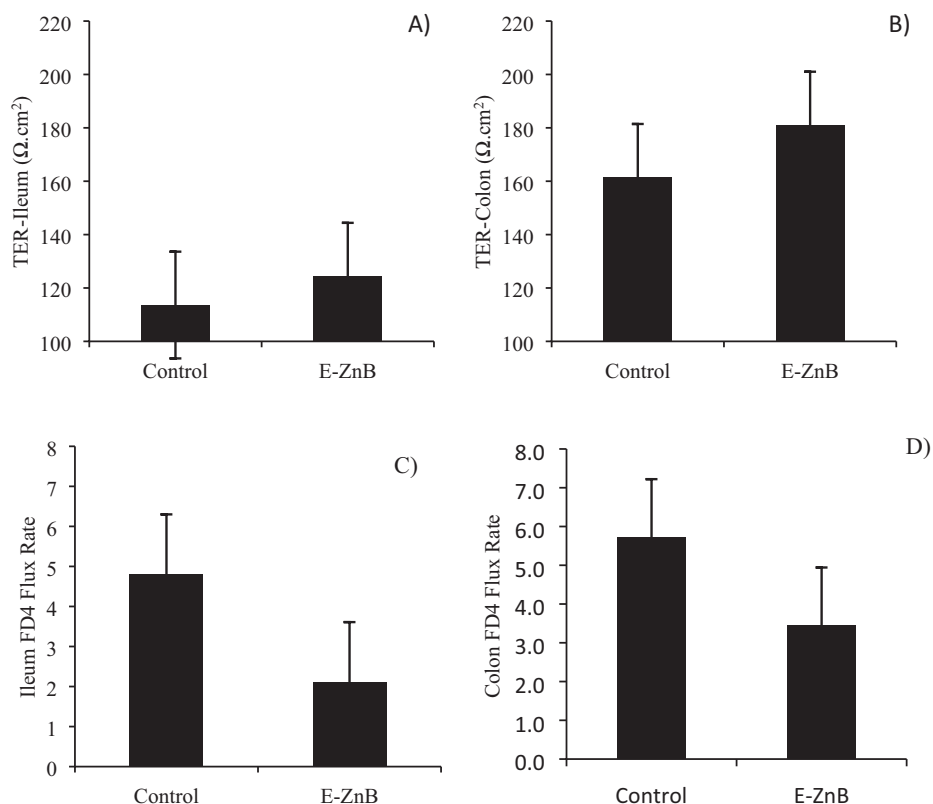 A)
TER-Ileum (Ω.cm²)
220
200
180
160
140
120
100
Control E-ZnB
B)
TER-Colon (Ω.cm²)
220
200
180
160
140
120
100
Control E-ZnB
C)
Ileum FD4 Flux Rate
8
7
6
5
4
3
2
1
0
Control E-ZnB
D)
Colon FD4 Flux Rate
8.0
7.0
6.0
5.0
4.0
3.0
2.0
1.0
0.0
Control E-ZnB